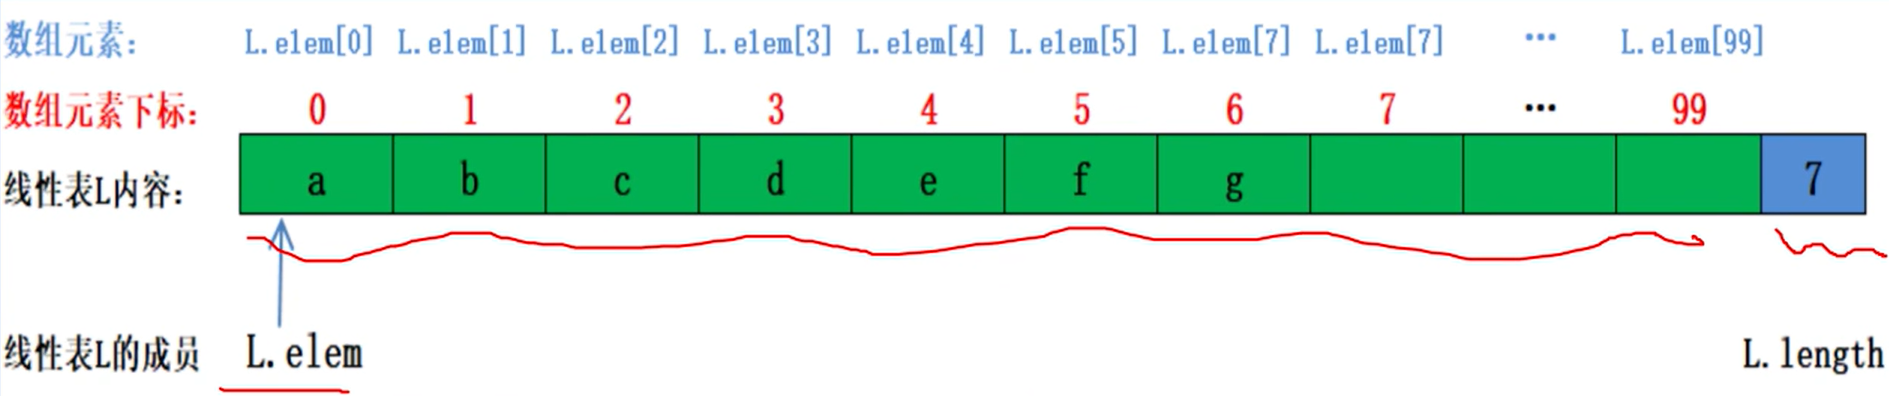 数组元素： L.elem[0] L.elem[1] L.elem[2] L.elem[3] L.elem[4] L.elem[5] L.elem[7] L.elem[7] … L.elem[99]
数组元素下标： 0 1 2 3 4 5 6 7 … 99
线性表L内容： a b c d e f g 7
线性表L的成员 L.elem L.length